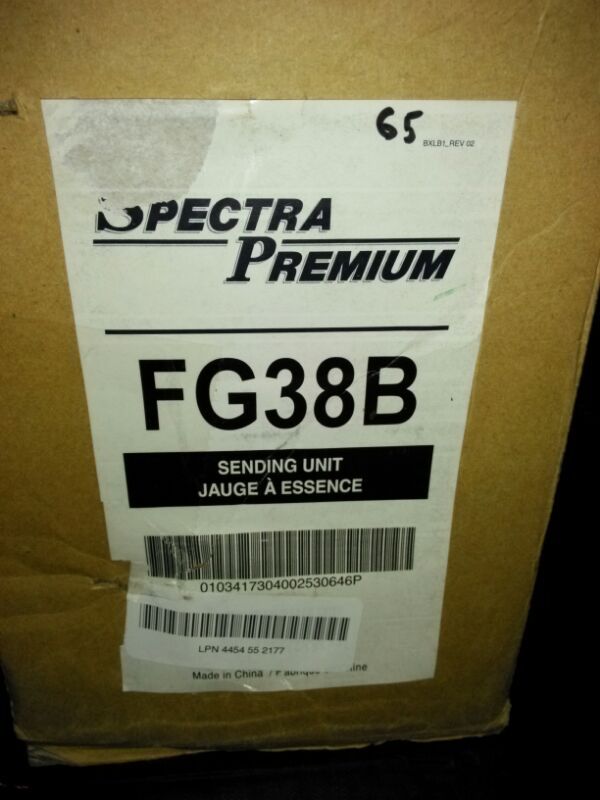 65
BXLB1_REV 02
SPECTRA
PREMIUM
FG38B
SENDING UNIT
JAUGE À ESSENCE
0103417304002530646P
LPN 4454 55 2177
Made in China /